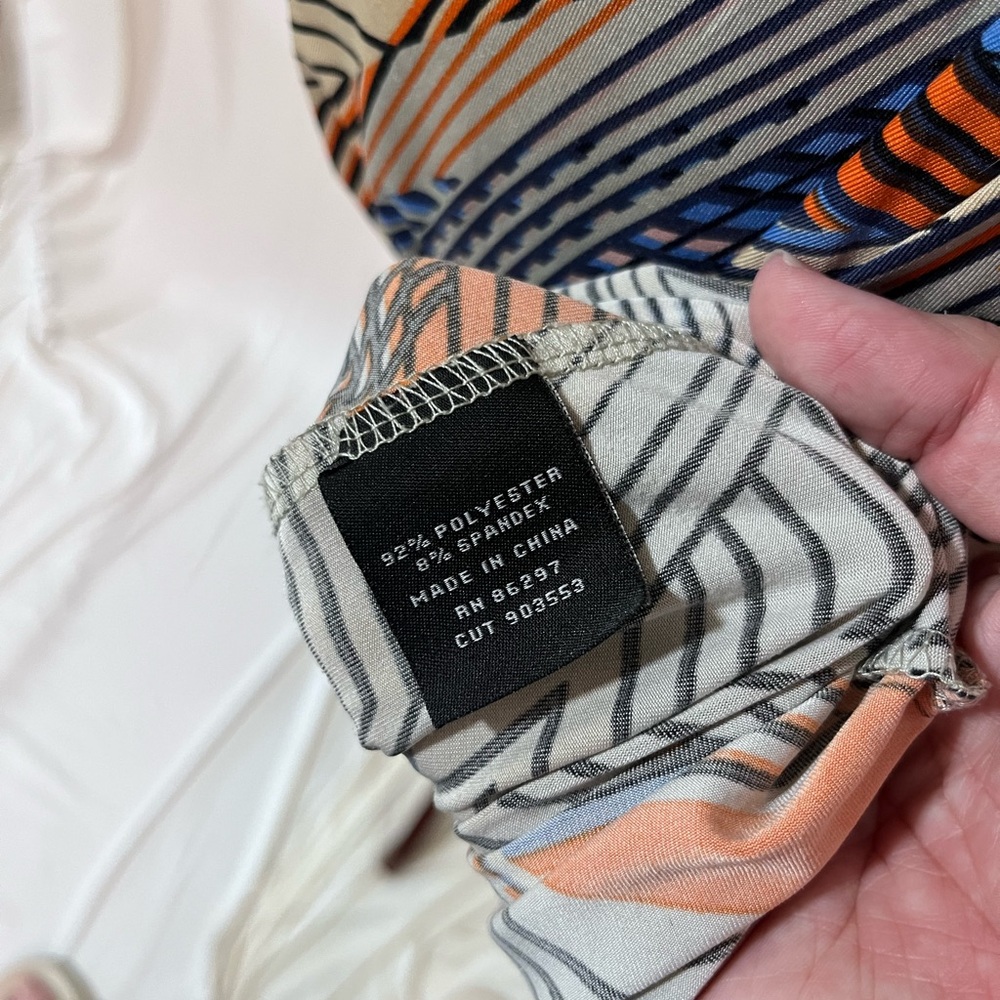 92% POLYESTER
8% SPANDEX
MADE IN CHINA
RN 86297
CUT 903553